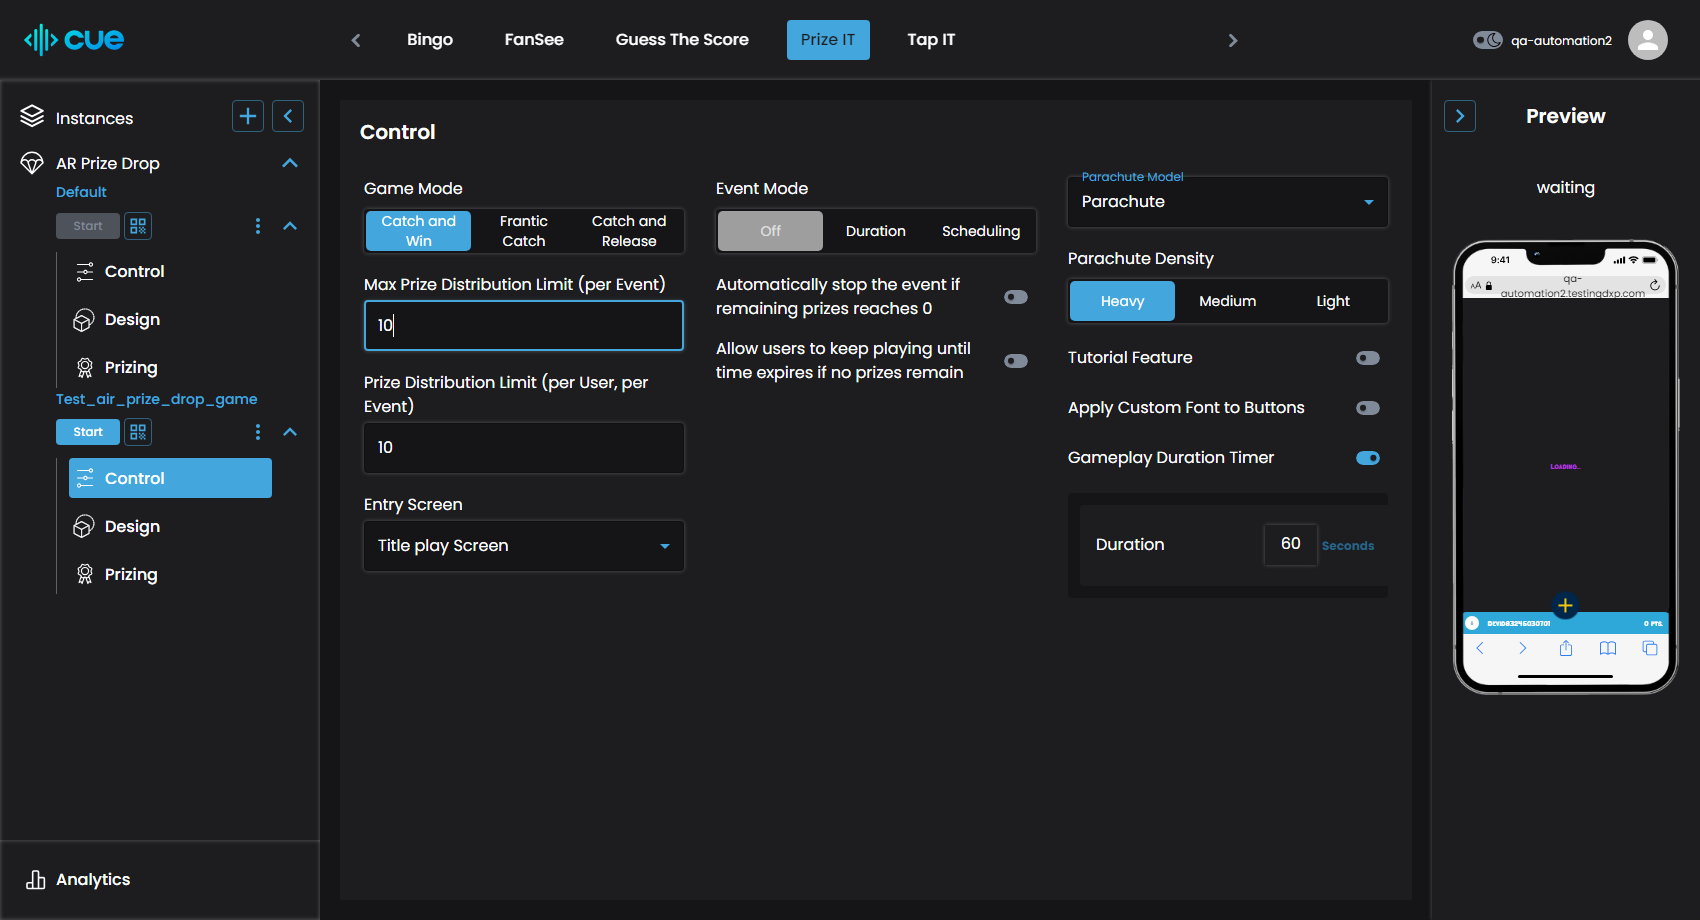 cue
Bingo
FanSee
Guess The Score
Prize IT
Tap IT
qa-automation2
Instances
AR Prize Drop
Default
Start
Control
Design
Prizing
Test_air_prize_drop_game
Start
Control
Design
Prizing
Analytics
Control
Game Mode
Catch and
Win
Frantic
Catch
Catch and
Release
Max Prize Distribution Limit (per Event)
10
Prize Distribution Limit (per User, per
Event)
10
Entry Screen
Title play Screen
Event Mode
Off
Duration
Scheduling
Automatically stop the event if
remaining prizes reaches 0
Allow users to keep playing until
time expires if no prizes remain
Parachute Model
Parachute
Parachute Density
Heavy
Medium
Light
Tutorial Feature
Apply Custom Font to Buttons
Gameplay Duration Timer
Duration
60
Seconds
Preview
waiting
9:41
AA
qa-
automation2.testingdxp.com
Loading...
0 PTS.